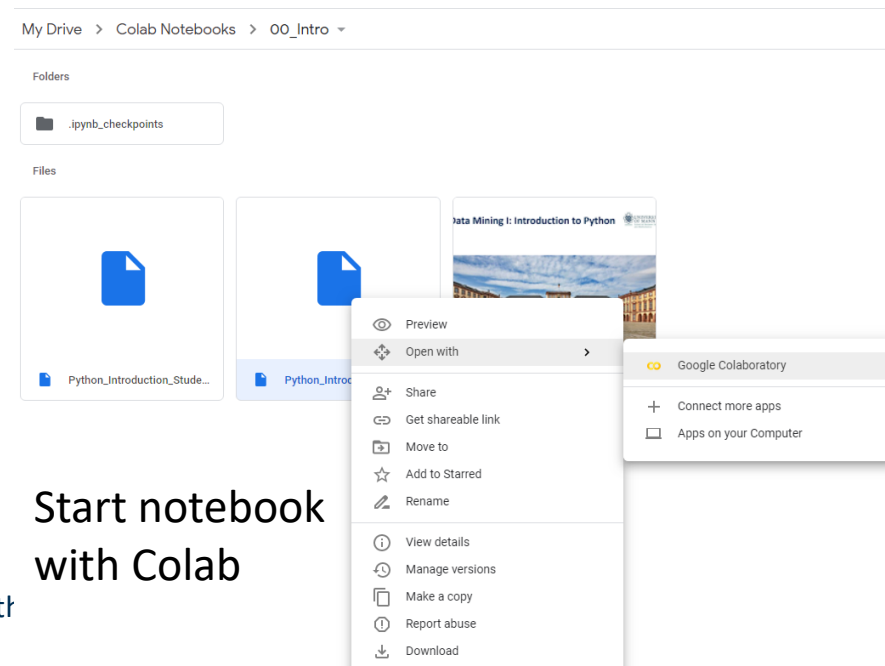 My Drive > Colab Notebooks > 00_Intro
Folders
.ipynb_checkpoints
Files
Data Mining I: Introduction to Python
Python_Introduction_Stude...
Python_Introc
Preview
Open with
Google Colaboratory
Connect more apps
Apps on your Computer
Share
Get shareable link
Move to
Add to Starred
Rename
View details
Manage versions
Make a copy
Report abuse
Download
Start notebook
with Colab